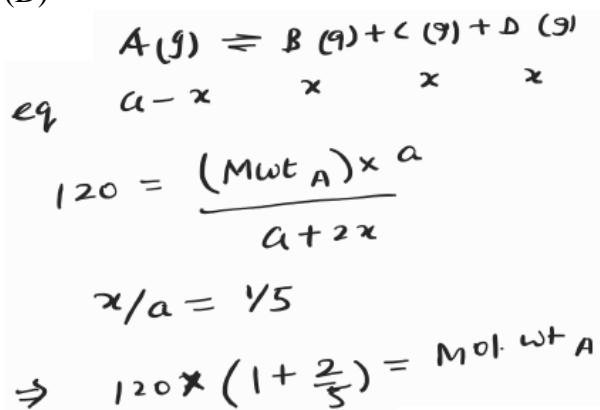 (D)
A(g) ⇌ B (g) + C (g) + D (g)
eq a - x x x x
120 = (Mwt A) × a / a + 2x
x/a = 1/5
⇒ 120 × (1 + 2/5) = Mol. wt A